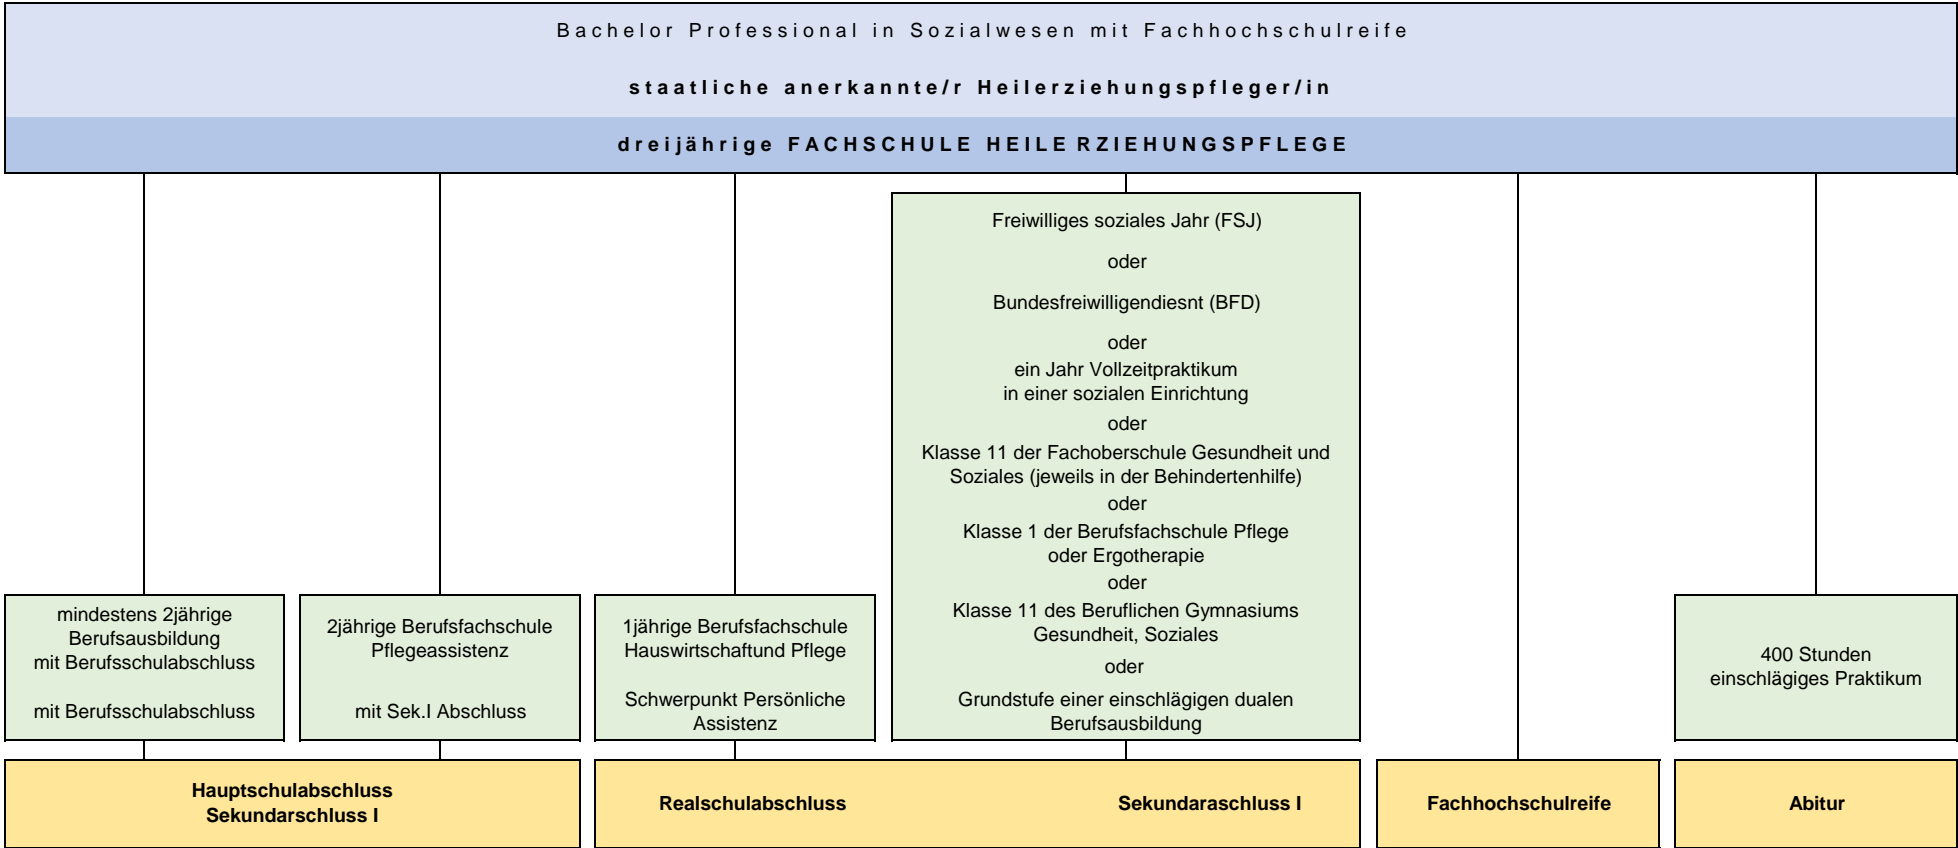 Bachelor Professional in Sozialwesen mit Fachhochschulreife
staatliche anerkannte/r Heilerziehungspfleger/in
dreijährige FACHSCHULE HEILE RZIEHUNGSPFLEGE
mindestens 2jährige
Berufsausbildung
mit Berufsschulabschluss
mit Berufsschulabschluss
2jährige Berufsfachschule
Pflegeassistenz
mit Sek.I Abschluss
1jährige Berufsfachschule
Hauswirtschaftund Pflege
Schwerpunkt Persönliche
Assistenz
Freiwilliges soziales Jahr (FSJ)
oder
Bundesfreiwilligendiesnt (BFD)
oder
ein Jahr Vollzeitpraktikum
in einer sozialen Einrichtung
oder
Klasse 11 der Fachoberschule Gesundheit und
Soziales (jeweils in der Behindertenhilfe)
oder
Klasse 1 der Berufsfachschule Pflege
oder Ergotherapie
oder
Klasse 11 des Beruflichen Gymnasiums
Gesundheit, Soziales
oder
Grundstufe einer einschlägigen dualen
Berufsausbildung
400 Stunden
einschlägiges Praktikum
Hauptschulabschluss
Sekundarschluss I
Realschulabschluss
Sekundaraschluss I
Fachhochschulreife
Abitur